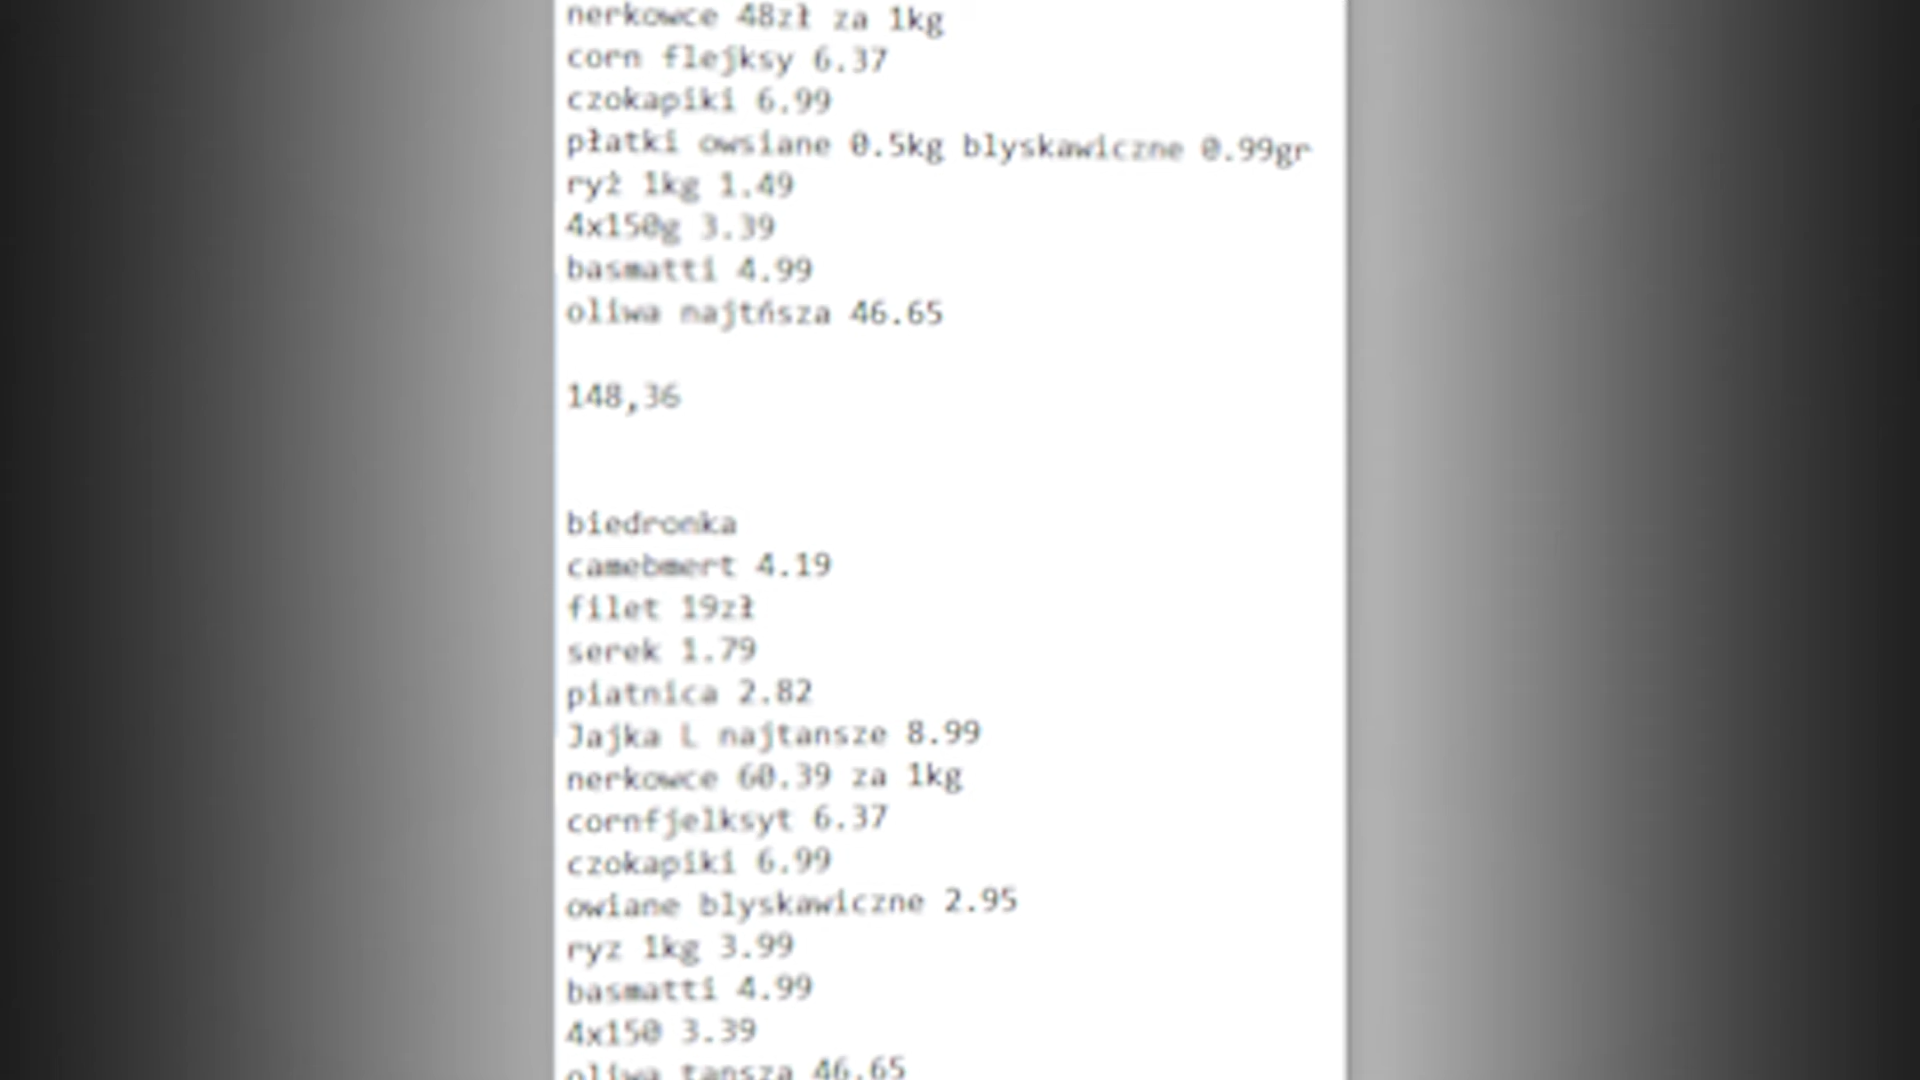 nerkowce 48zł za 1kg
corn flejksy 6.37
czokapiki 6.99
płatki owsiane 0.5kg blyskawiczne 0.99gr
ryż 1kg 1.49
4x150g 3.39
basmatti 4.99
oliwa najtńsza 46.65
148,36
biedronka
camebmert 4.19
filet 19zł
serek 1.79
piatnica 2.82
Jajka L najtansze 8.99
nerkowce 60.39 za 1kg
cornfjelksyt 6.37
czokapiki 6.99
owiane blyskawiczne 2.95
ryz 1kg 3.99
basmatti 4.99
4x150 3.39
oliwa tansza 46.65